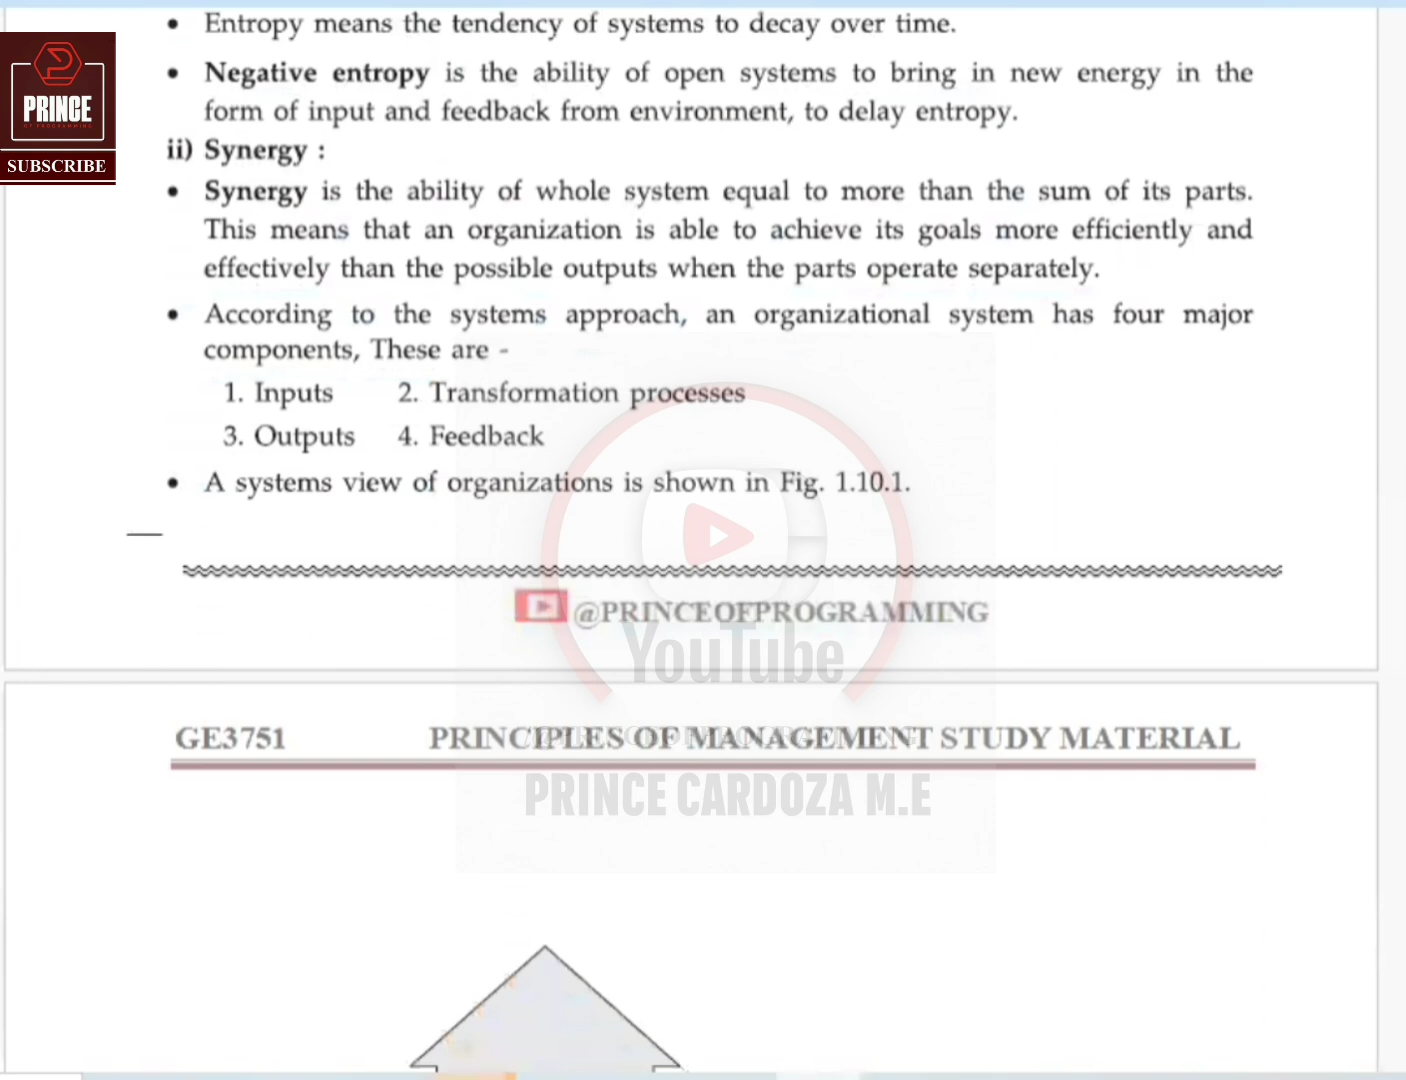 • Entropy means the tendency of systems to decay over time.
• Negative entropy is the ability of open systems to bring in new energy in the
form of input and feedback from environment, to delay entropy.
PRINCE
SUBSCRIBE
ii) Synergy :
• Synergy is the ability of whole system equal to more than the sum of its parts.
This means that an organization is able to achieve its goals more efficiently and
effectively than the possible outputs when the parts operate separately.
• According to the systems approach, an organizational system has four major
components, These are -
1. Inputs 2. Transformation processes
3. Outputs 4. Feedback
• A systems view of organizations is shown in Fig. 1.10.1.
@PRINCEOFPROGRAMMING
YouTube
GE3751 PRINCIPLES OF MANAGEMENT STUDY MATERIAL
PRINCE CARDOZA M.E